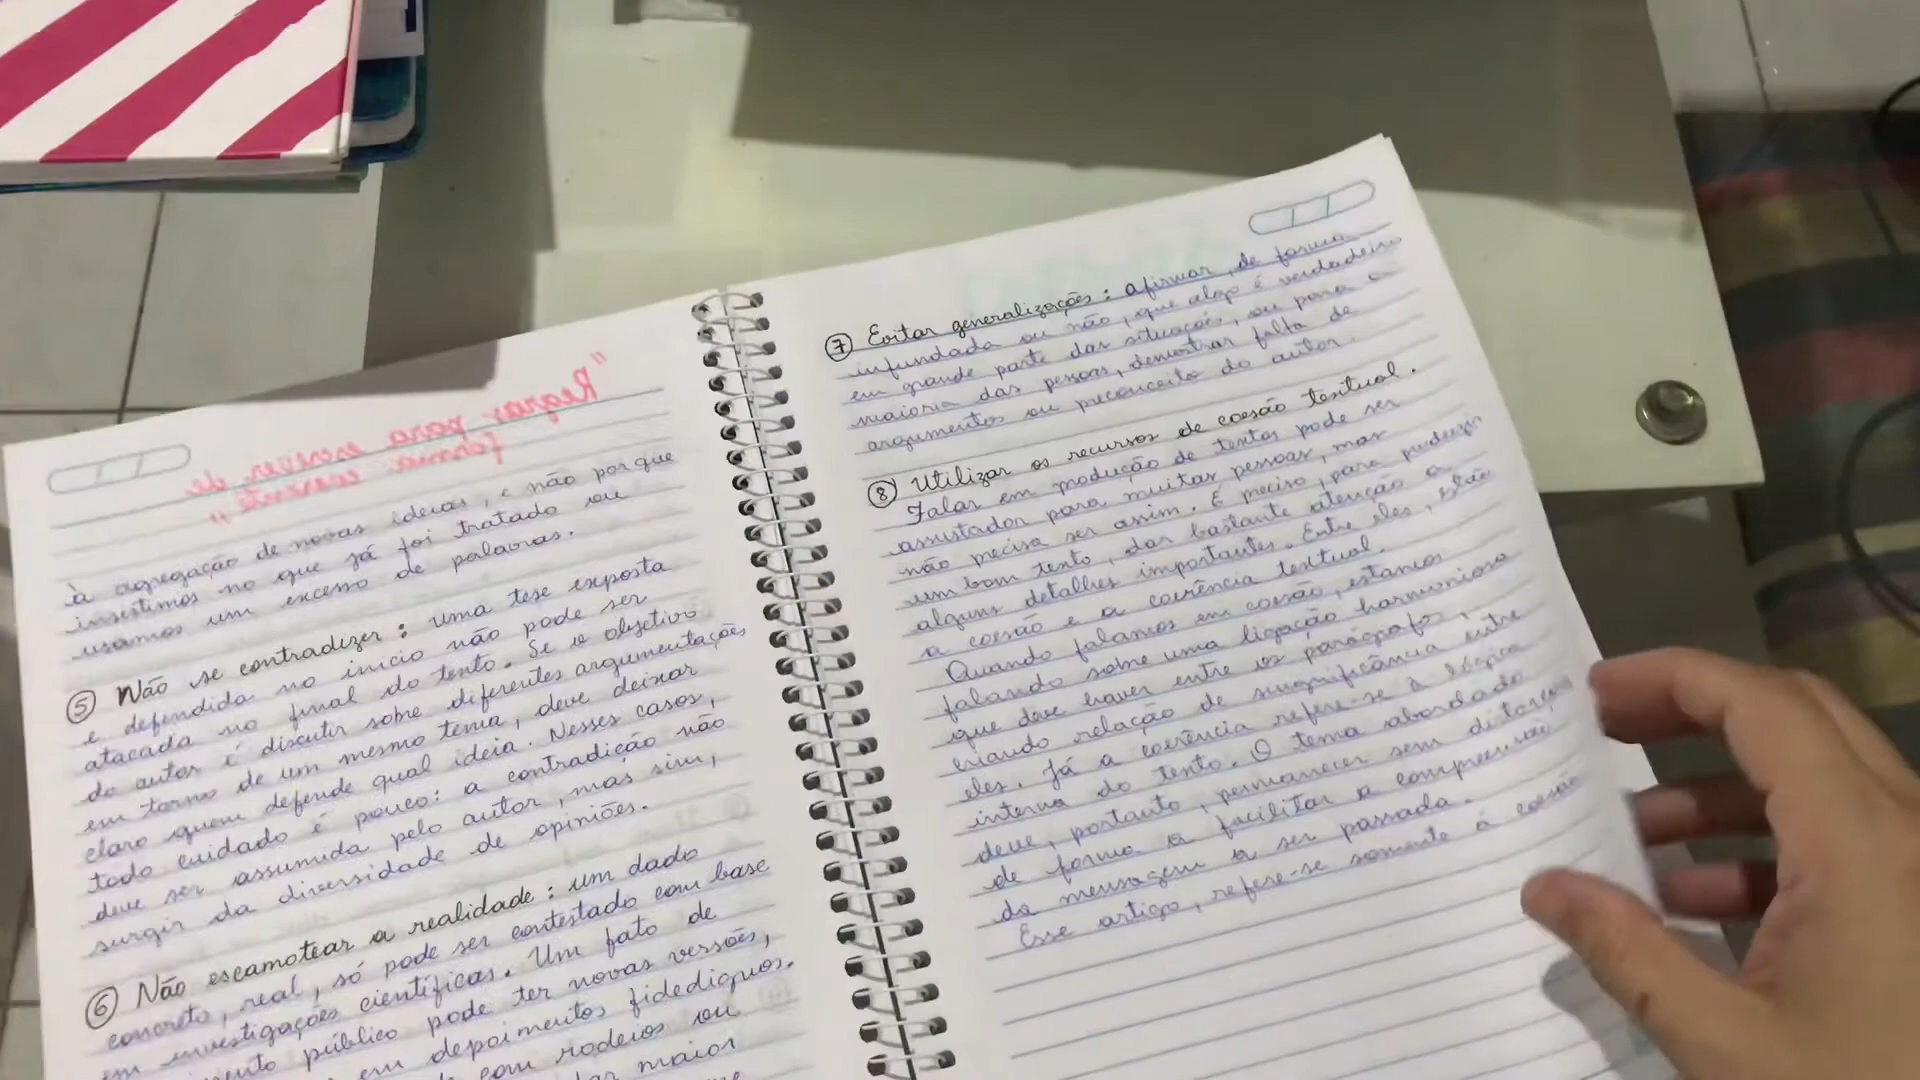 à agregação de novas ideias, e não porque
insistimos no que já foi tratado ou
usamos um excesso de palavras.
⑤ Não se contradizer: uma tese exposta
e defendida no início não pode ser
atacada no final do texto. Se o objetivo
do autor é discutir sobre diferentes argumentações
em torno de um mesmo tema, deve deixar
claro quem defende qual ideia. Nesses casos,
todo cuidado é pouco: a contradição não
deve ser assumida pelo autor, mas sim,
surgir da diversidade de opiniões.
⑥ Não escamotear a realidade: um dado
concreto, real, só pode ser contestado com base
em investigações científicas. Um fato de
público pode ter novas versões,
em depoimentos fidedignos.
com rodeios ou
maior
⑦ Evitar generalizações: afirmar, de forma
infundada ou não, que algo é verdadeiro
em grande parte das situações, ou para a
maioria das pessoas, demostrar falta de
argumentos ou preconceito do autor.
⑧ Utilizar os recursos de coesão textual.
Falar em produção de textos pode ser
assustador para muitas pessoas, mas
não precisa ser assim. É preciso, para produzir
um bom texto, dar bastante atenção a
alguns detalhes importantes. Entre eles, estão
a coesão e a coerência textual.
Quando falamos em coesão, estamos
falando sobre uma ligação harmoniosa
que deve haver entre os parágrafos,
criando relação de significância entre
eles. Já a coerência refere-se à lógica
interna do texto. O tema abordado
deve, portanto, permanecer sem distorções
de forma a facilitar a compreensão
da mensagem a ser passada.
Esse artigo, refere-se somente à coesão
"Regras para escrever de
forma coerente"